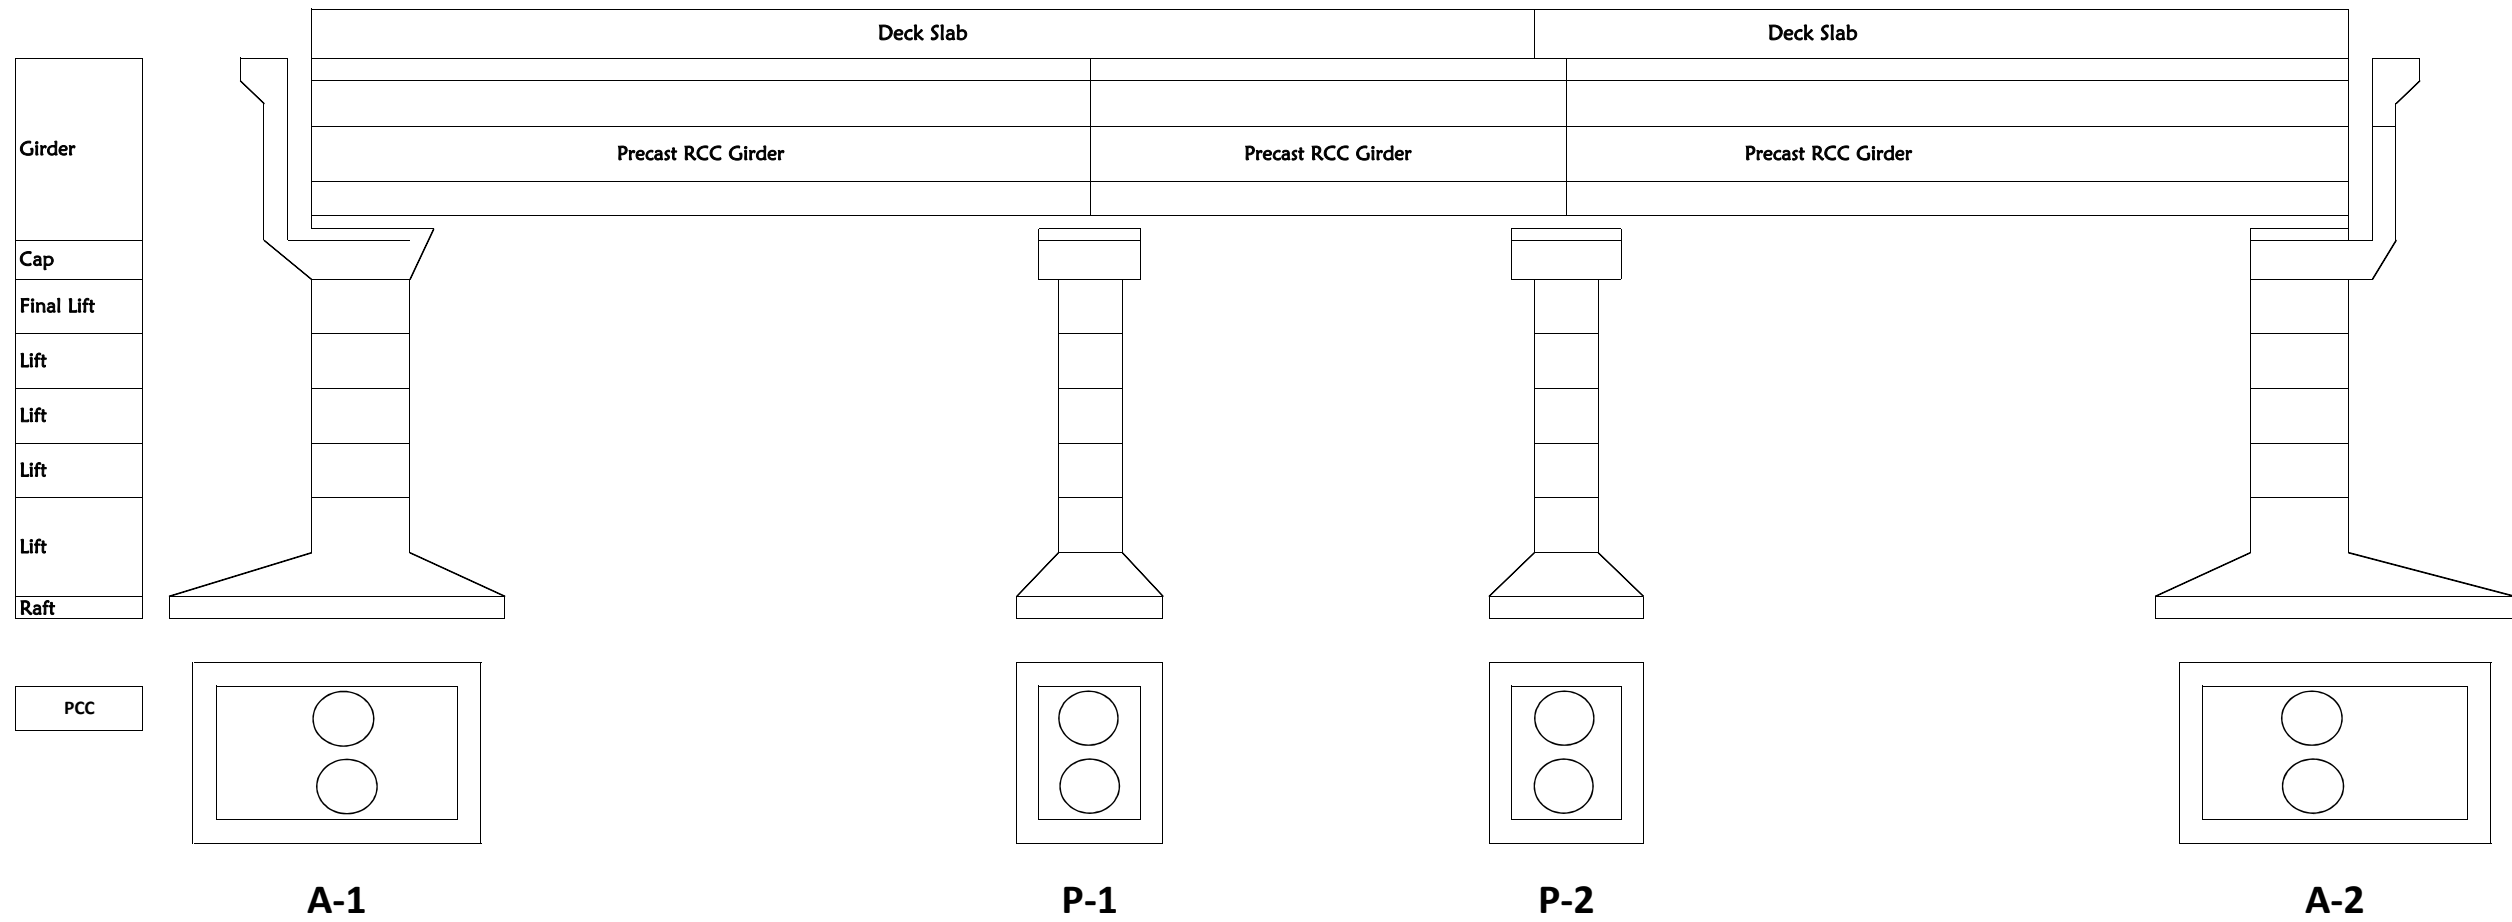 Deck Slab
Deck Slab
Girder
Precast RCC Girder
Precast RCC Girder
Precast RCC Girder
Cap
Final Lift
Lift
Lift
Lift
Lift
Raft
PCC
A-1
P-1
P-2
A-2